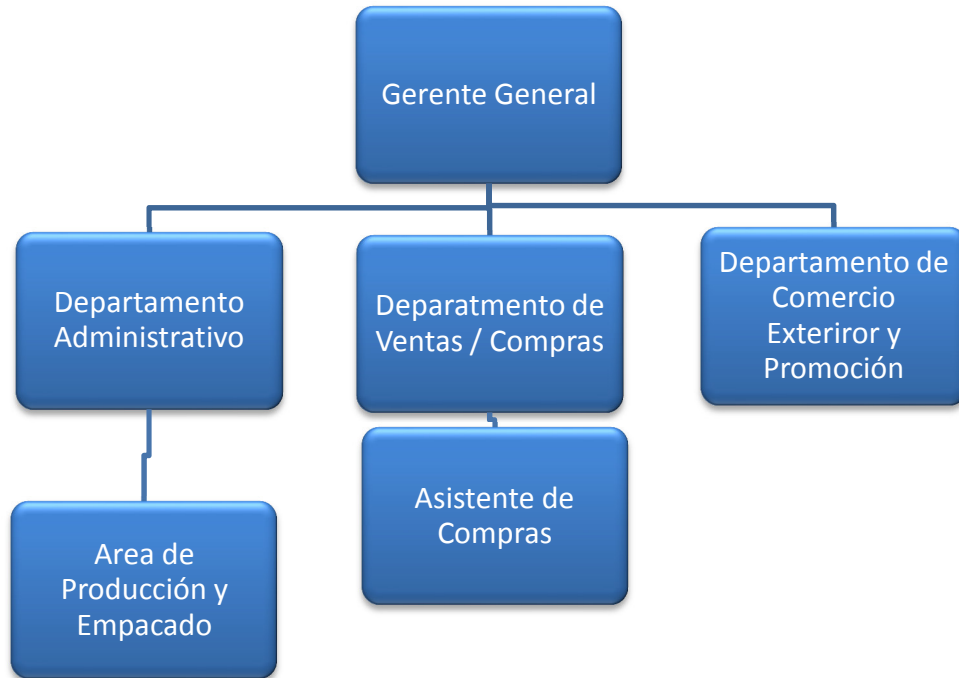 Gerente General
Departamento
Administrativo
Deparatmento de
Ventas / Compras
Departamento de
Comercio
Exteriror y
Promoción
Area de
Producción y
Empacado
Asistente de
Compras